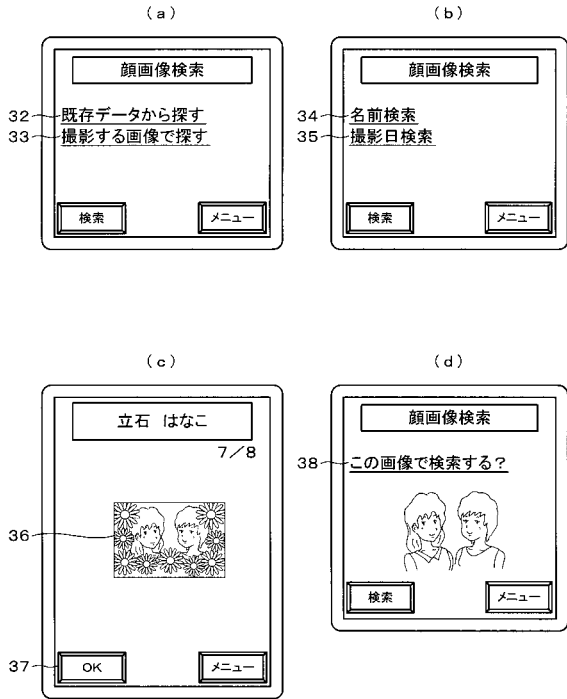 (a)
顔画像検索
32 既存データから探す
33 撮影する画像で探す
検索 メニュー
(b)
顔画像検索
34 名前検索
35 撮影日検索
検索 メニュー
(c)
立石 はなこ
7/8
36
37 OK メニュー
(d)
顔画像検索
38 この画像で検索する?
検索 メニュー